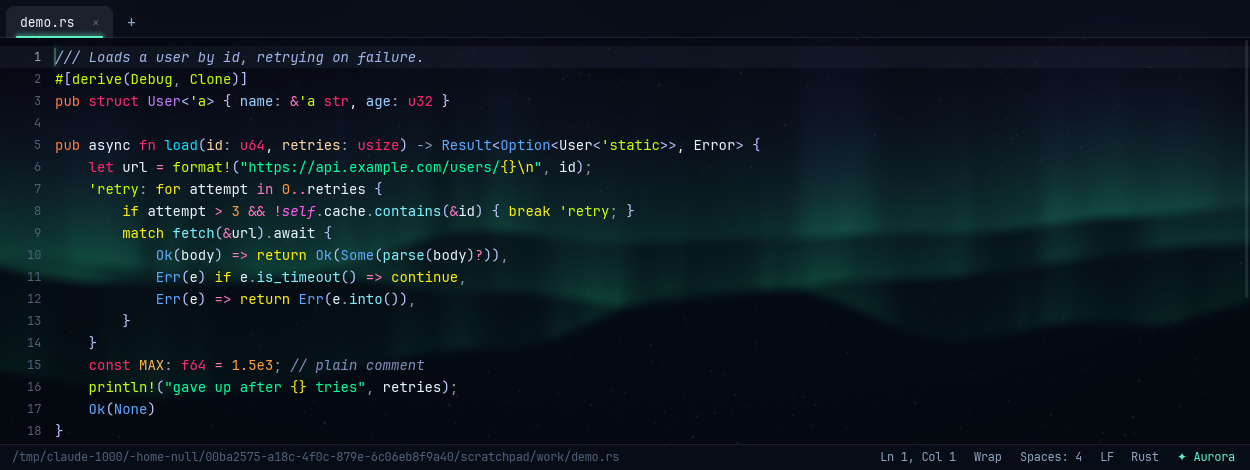 demo.rs × +
1 /// Loads a user by id, retrying on failure.
2 #[derive(Debug, Clone)]
3 pub struct User<'a> { name: &'a str, age: u32 }
4
5 pub async fn load(id: u64, retries: usize) -> Result<Option<User<'static>>, Error> {
6     let url = format!("https://api.example.com/users/{}\n", id);
7     'retry: for attempt in 0..retries {
8         if attempt > 3 && !self.cache.contains(&id) { break 'retry; }
9         match fetch(&url).await {
10             Ok(body) => return Ok(Some(parse(body)?)),
11             Err(e) if e.is_timeout() => continue,
12             Err(e) => return Err(e.into()),
13         }
14     }
15     const MAX: f64 = 1.5e3; // plain comment
16     println!("gave up after {} tries", retries);
17     Ok(None)
18 }
/tmp/claude-1000/-home-null/00ba2575-a18c-4f0c-879e-6c06eb8f9a40/scratchpad/work/demo.rs Ln 1, Col 1 Wrap Spaces: 4 LF Rust ✦ Aurora